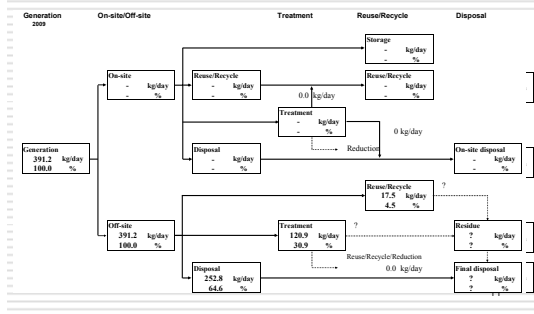 Generation On-site/Off-site Treatment Reuse/Recycle Disposal
2009
Storage
- kg/day
- %
On-site
- kg/day
- %
Reuse/Recycle
- kg/day
- %
Reuse/Recycle
- kg/day
- %
0.0 kg/day
Treatment
- kg/day
- %
0 kg/day
Reduction
Generation
391.2 kg/day
100.0 %
Disposal
- kg/day
- %
On-site disposal
- kg/day
- %
Reuse/Recycle
17.5 kg/day
4.5 %
?
Off-site
391.2 kg/day
100.0 %
Treatment
120.9 kg/day
30.9 %
?
Residue
? kg/day
? %
Reuse/Recycle/Reduction
0.0 kg/day
Disposal
252.8 kg/day
64.6 %
Final disposal
? kg/day
? %